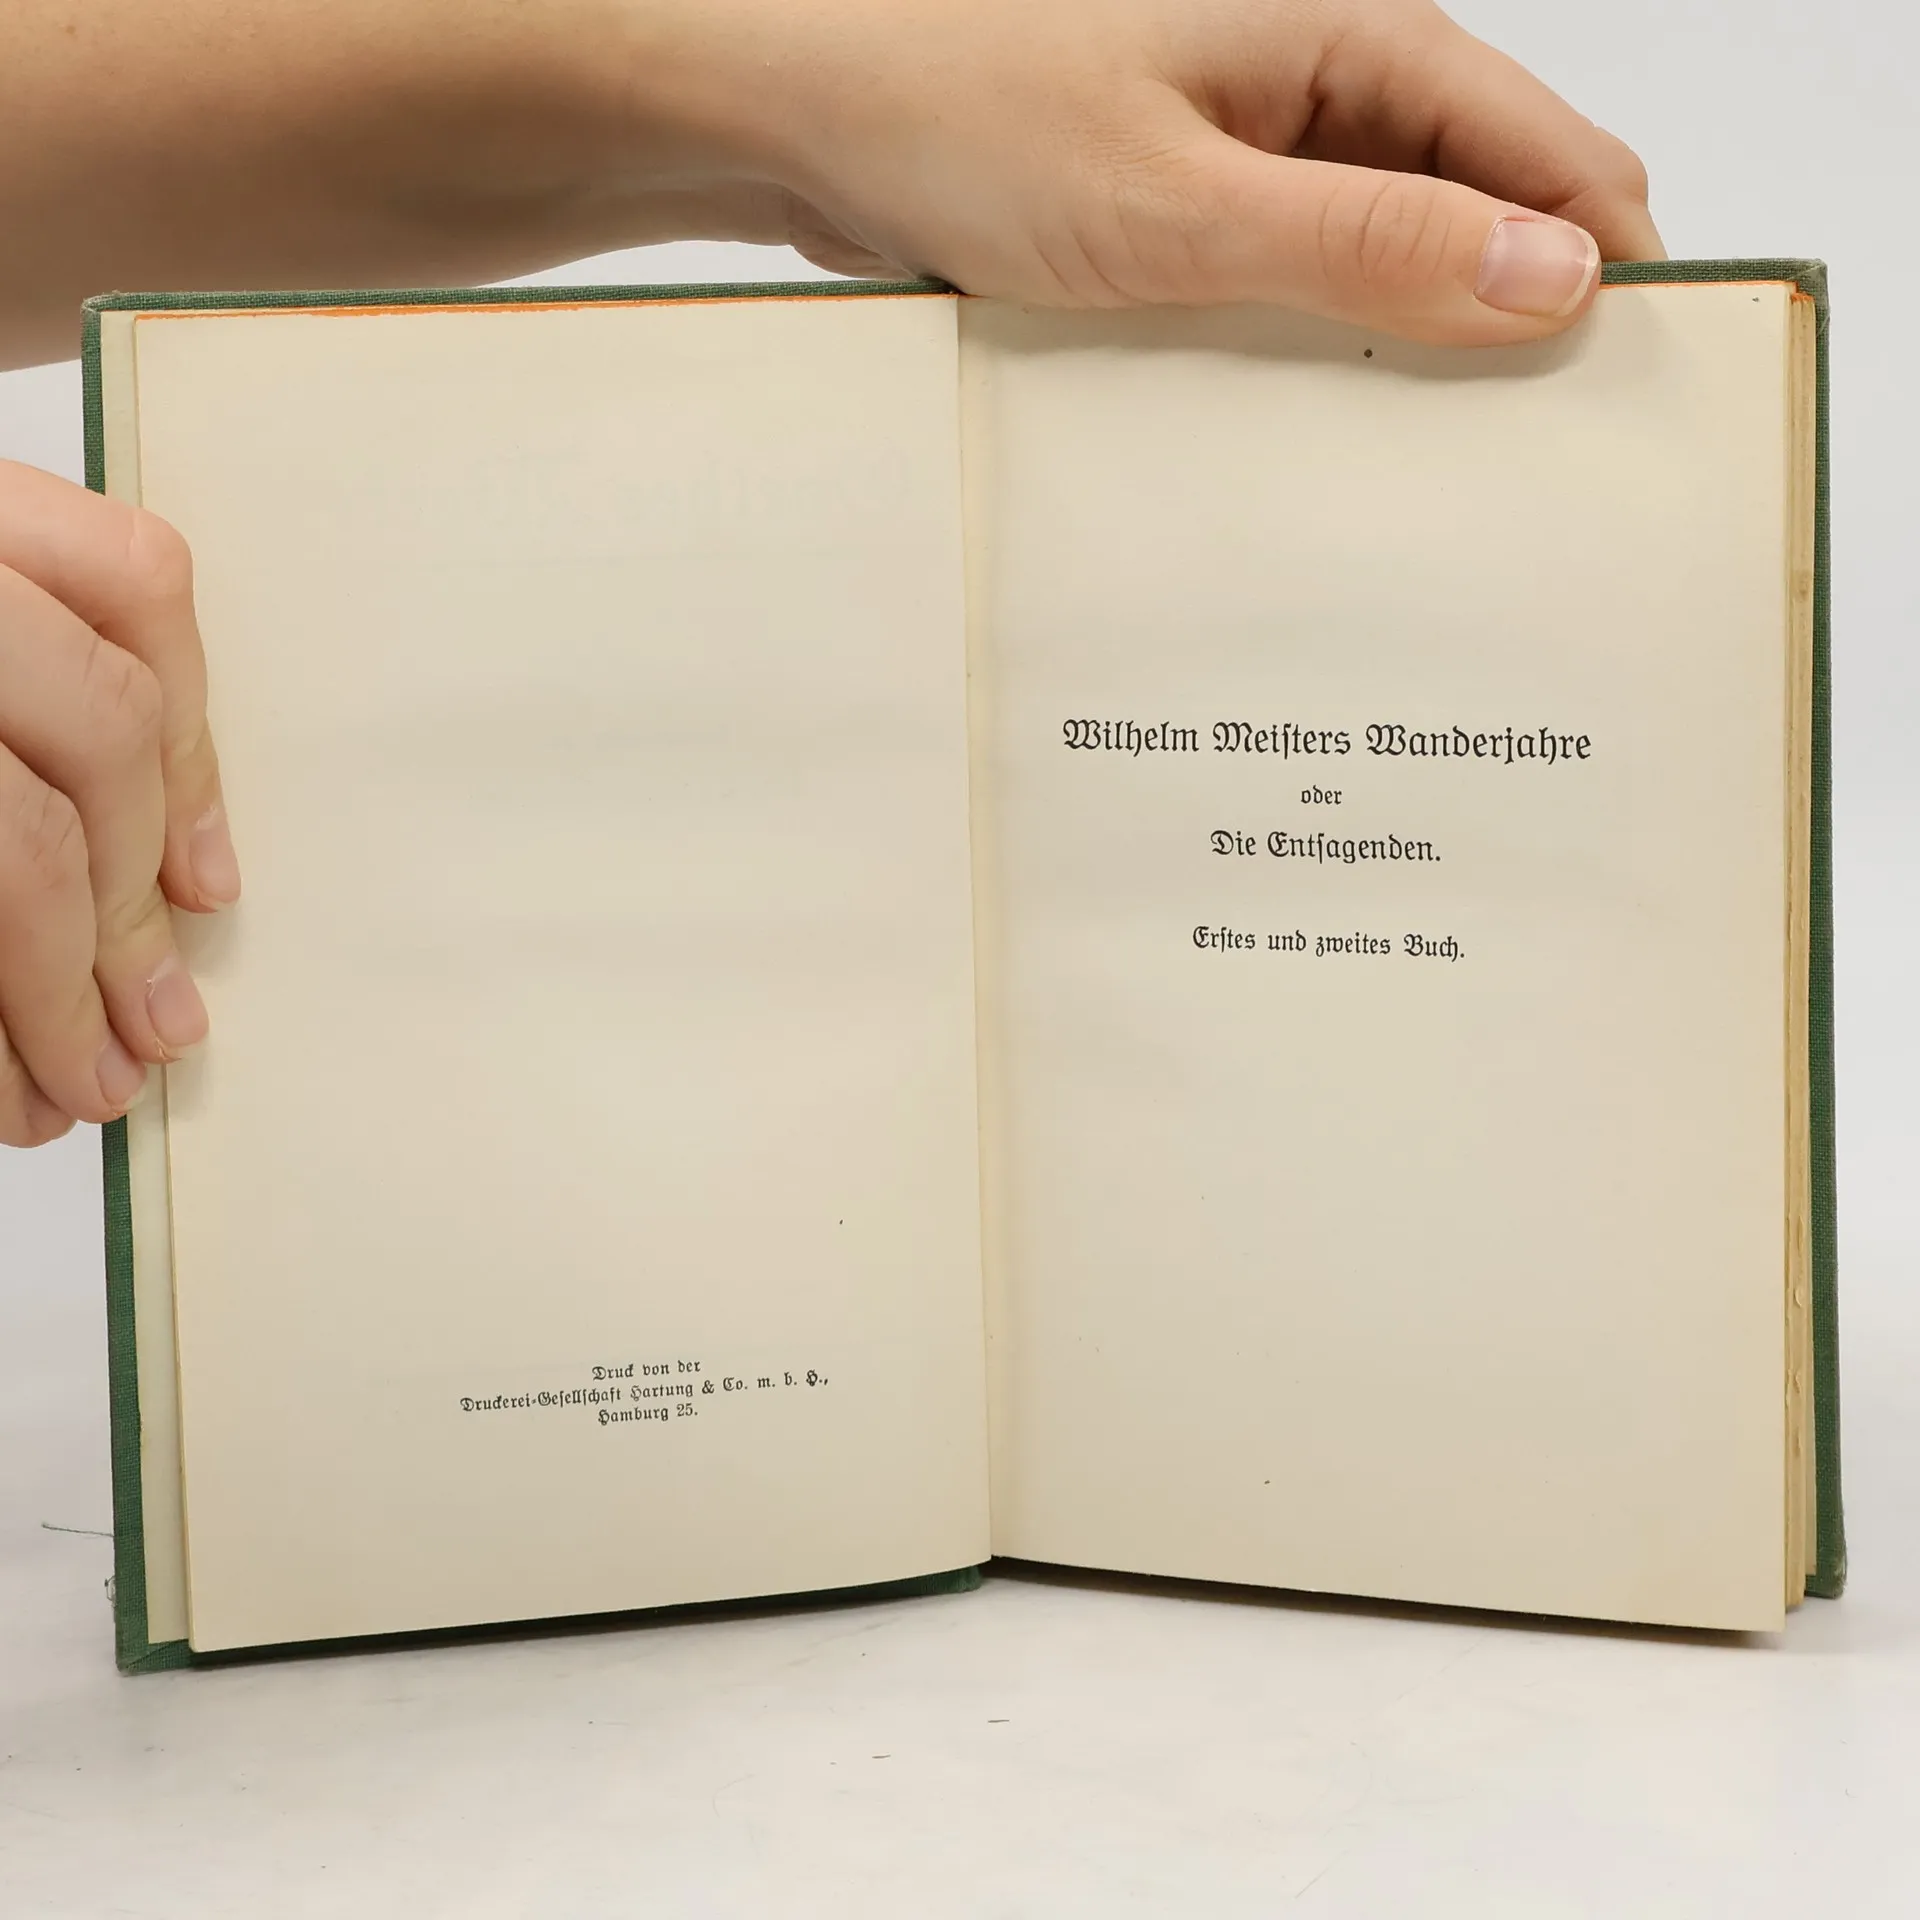 Druck von der
Druckerei-Geſellſchaft Hartung & Co. m. b. H.,
Hamburg 25.
Wilhelm Meiſters Wanderjahre
oder
Die Entſagenden.
Erſtes und zweites Buch.